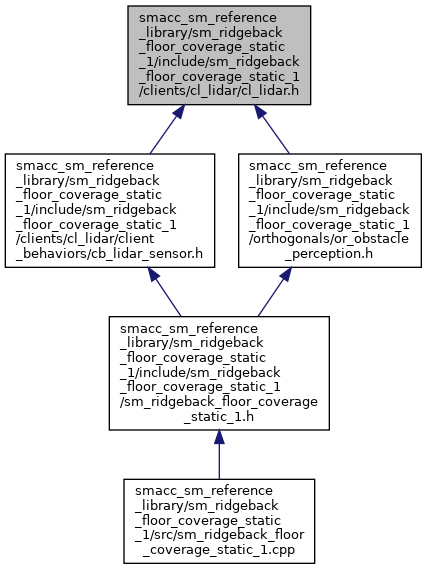 smacc_sm_reference
_library/sm_ridgeback
_floor_coverage_static
_1/include/sm_ridgeback
_floor_coverage_static_1
/clients/cl_lidar/cl_lidar.h
smacc_sm_reference
_library/sm_ridgeback
_floor_coverage_static
_1/include/sm_ridgeback
_floor_coverage_static_1
/clients/cl_lidar/client
_behaviors/cb_lidar_sensor.h
smacc_sm_reference
_library/sm_ridgeback
_floor_coverage_static
_1/include/sm_ridgeback
_floor_coverage_static_1
/orthogonals/or_obstacle
_perception.h
smacc_sm_reference
_library/sm_ridgeback
_floor_coverage_static
_1/include/sm_ridgeback
_floor_coverage_static_1
/sm_ridgeback_floor_coverage
_static_1.h
smacc_sm_reference
_library/sm_ridgeback
_floor_coverage_static
_1/src/sm_ridgeback_floor
_coverage_static_1.cpp